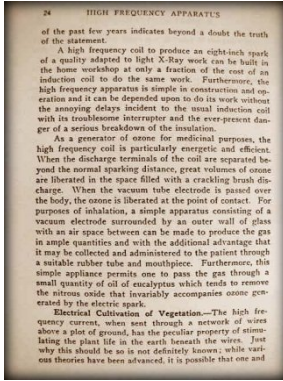 24 HIGH FREQUENCY APPARATUS
of the past few years indicates beyond a doubt the truth
of the statement.
A high frequency coil to produce an eight-inch spark
of a quality adapted to light X-Ray work can be built in
the home workshop at only a fraction of the cost of an
induction coil to do the same work. Furthermore, the
high frequency apparatus is simple in construction and op-
eration and it can be depended upon to do its work without
the annoying delays incident to the usual induction coil
with its troublesome interrupter and the ever-present dan-
ger of a serious breakdown of the insulation.
As a generator of ozone for medicinal purposes, the
high frequency coil is particularly energetic and efficient.
When the discharge terminals of the coil are separated be-
yond the normal sparking distance, great volumes of ozone
are liberated in the space filled with a crackling brush dis-
charge. When the vacuum tube electrode is passed over
the body, the ozone is liberated at the point of contact. For
purposes of inhalation, a simple apparatus consisting of a
vacuum electrode surrounded by an outer wall of glass
with an air space between can be made to produce the gas
in ample quantities and with the additional advantage that
it may be collected and administered to the patient through
a suitable rubber tube and mouthpiece. Furthermore, this
simple appliance permits one to pass the gas through a
small quantity of oil of eucalyptus which tends to remove
the nitrous oxide that invariably accompanies ozone gen-
erated by the electric spark.
Electrical Cultivation of Vegetation.—The high fre-
quency current, when sent through a network of wires
above a plot of ground, has the peculiar property of stimu-
lating the plant life in the earth beneath the wires. Just
why this should be so is not definitely known; while vari-
ous theories have been advanced, it is possible that one and